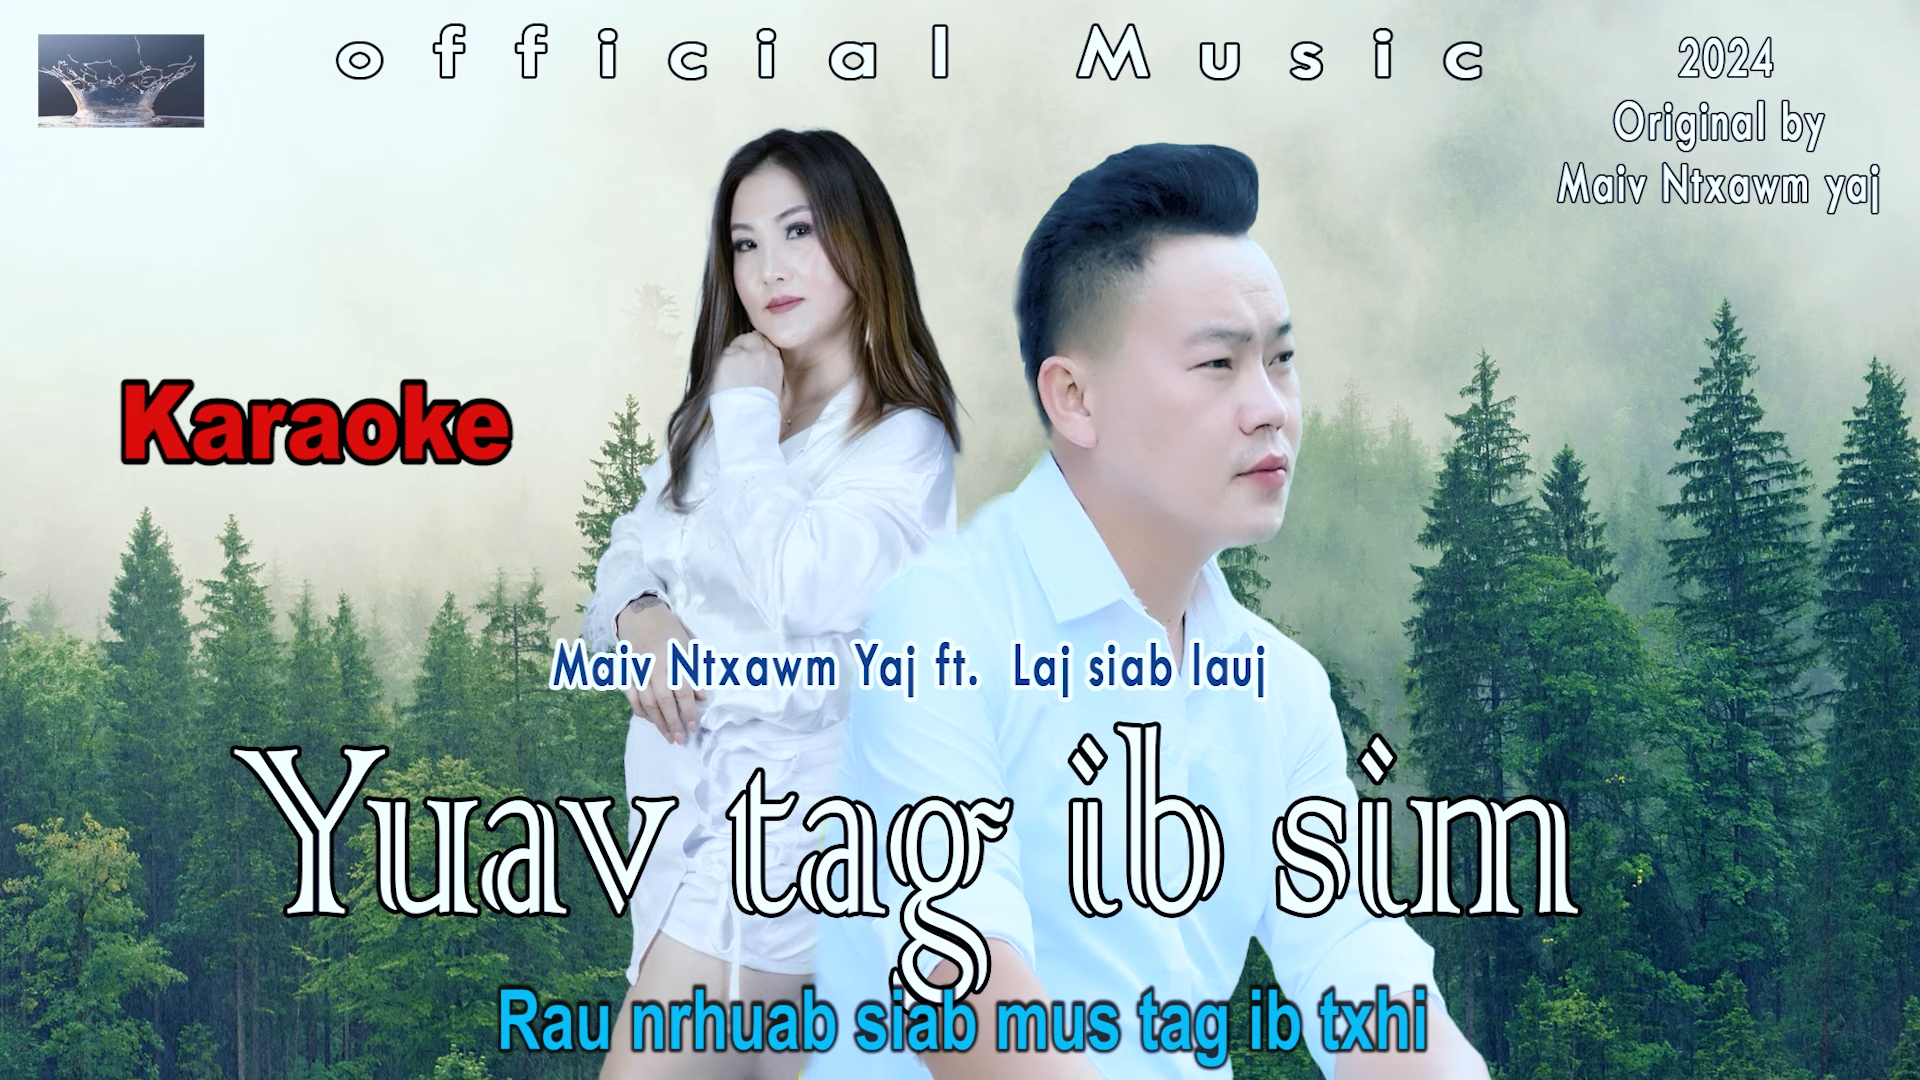 official Music
2024
Original by
Maiv Ntxawm yaj
Karaoke
Maiv Ntxawm Yaj ft. Laj siab lauj
Yuav tag ib sim
Rau nrhuab siab mus tag ib txhi